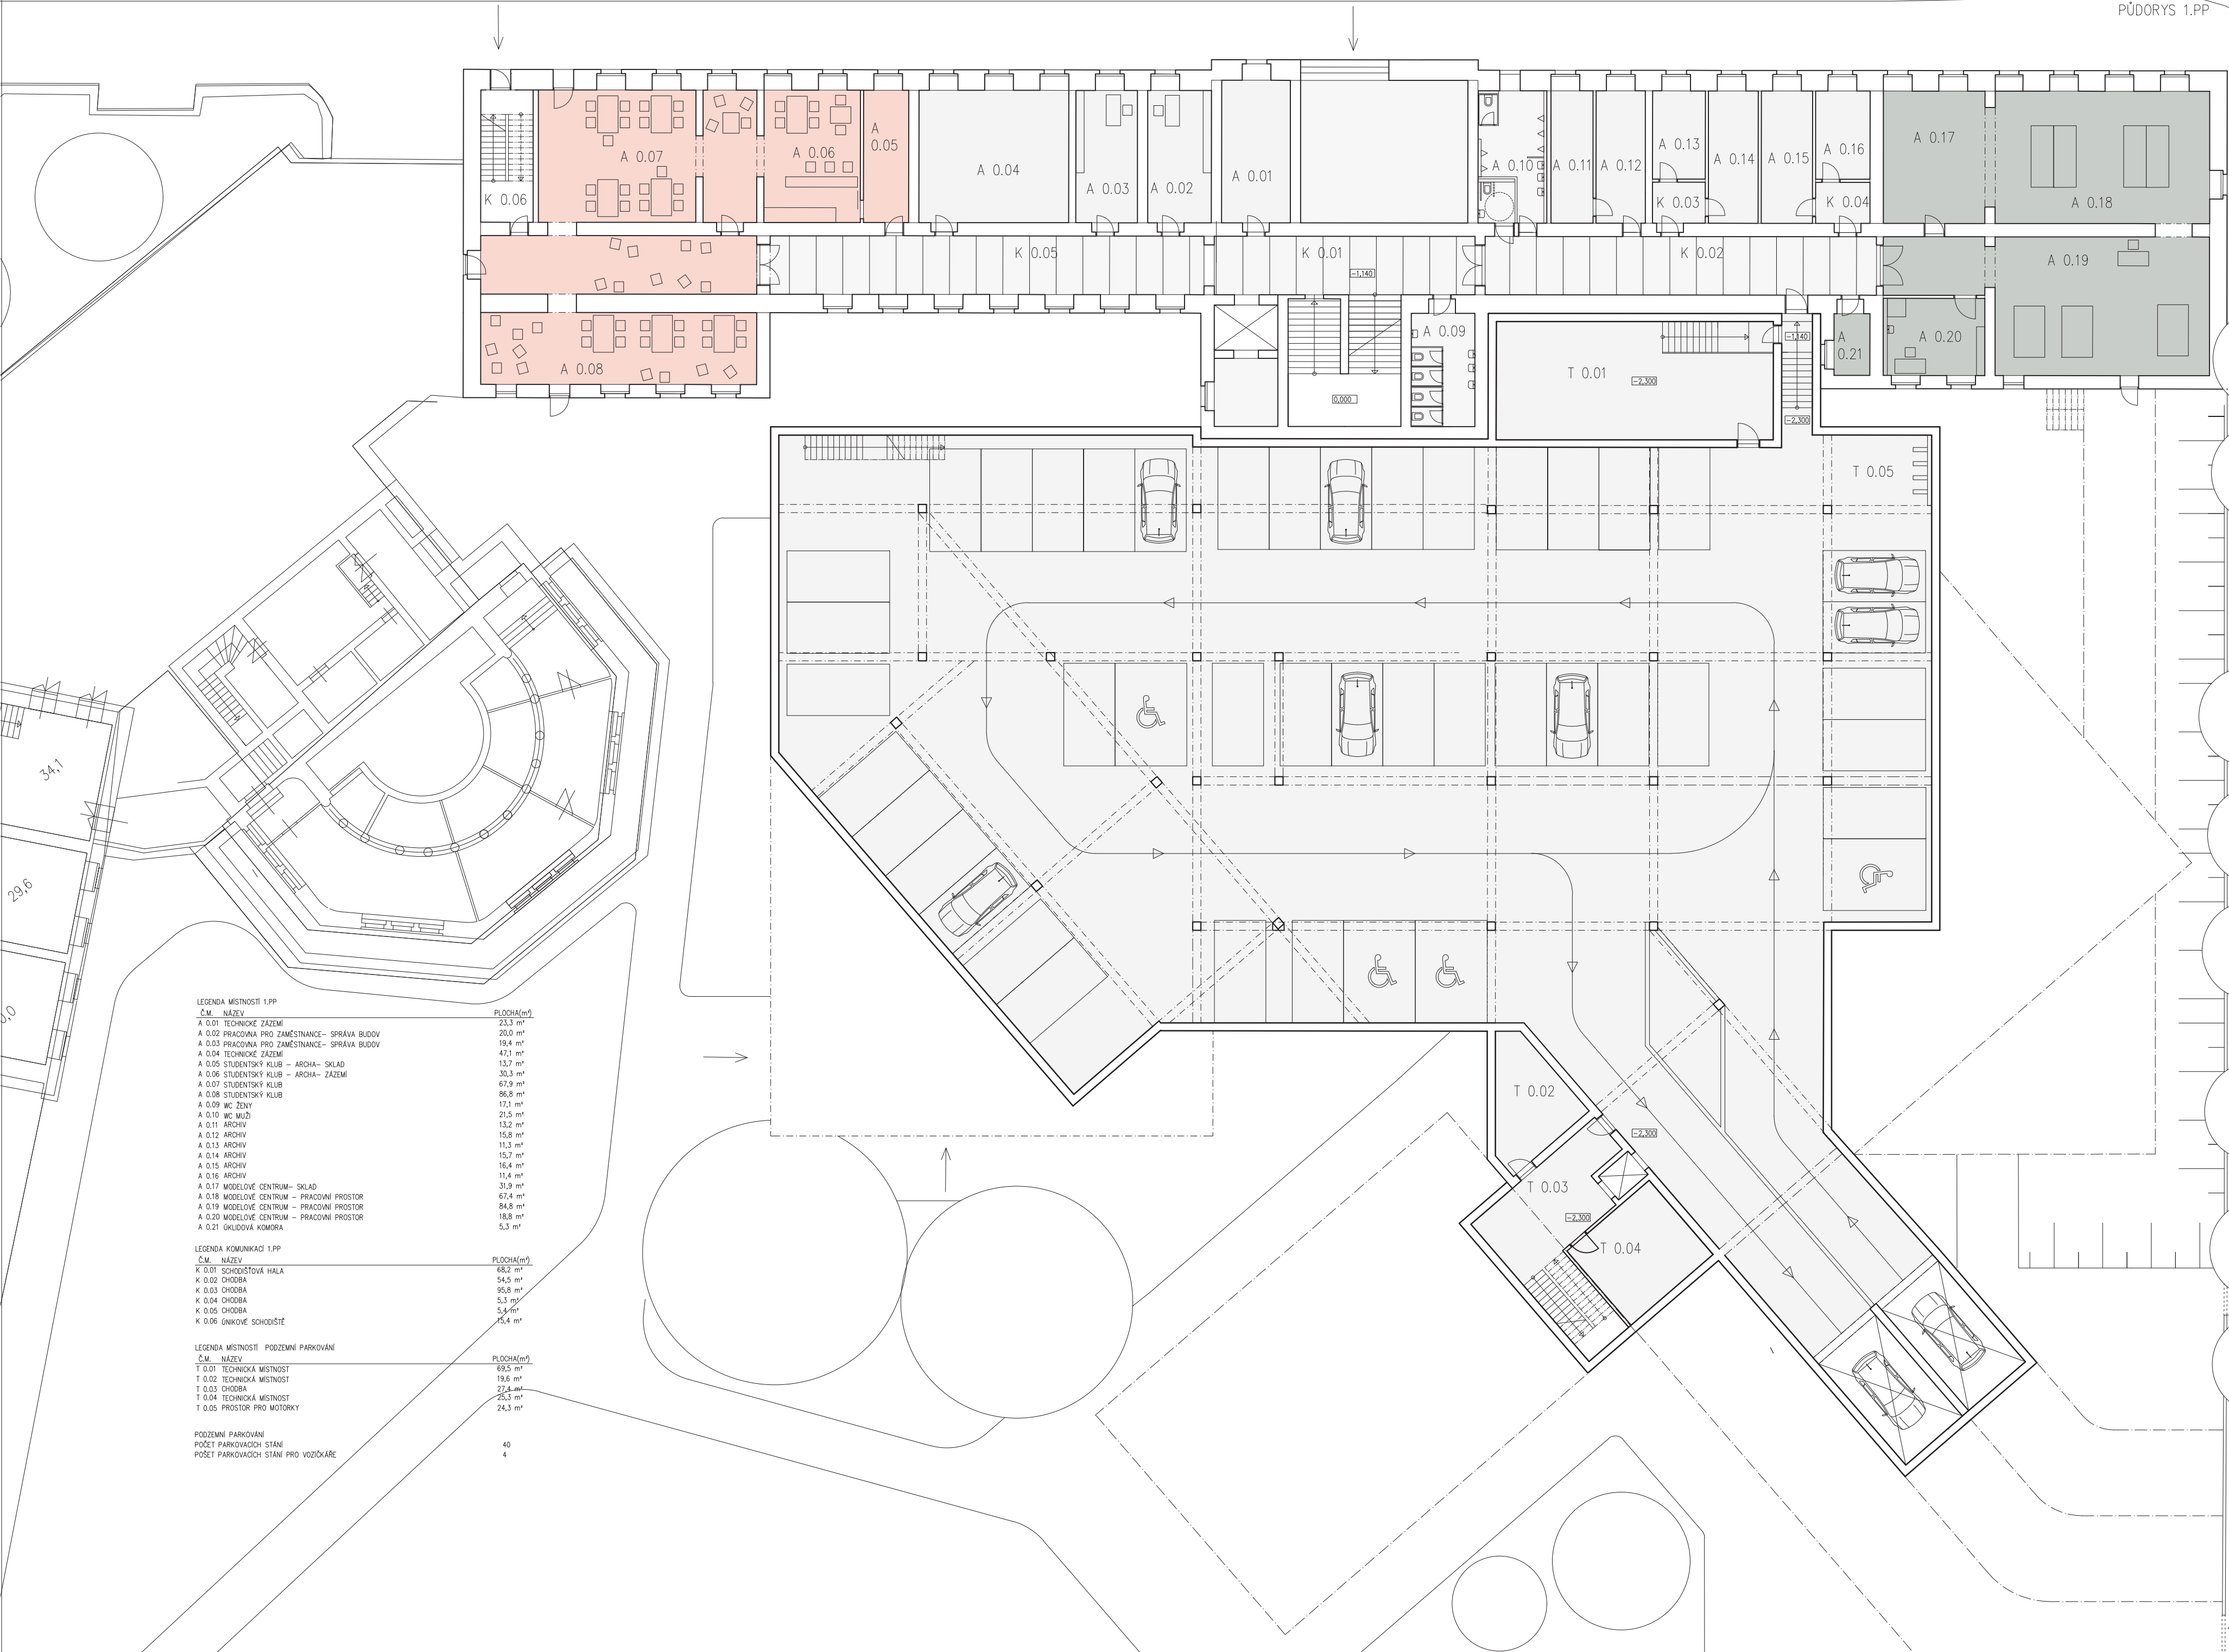 PŮDORYS 1.PP
A 0.07
A 0.06
A
0.05
A 0.04
A 0.03
A 0.02
A 0.01
A 0.10
A 0.11
A 0.12
A 0.13
A 0.14
A 0.15
A 0.16
A 0.17
A 0.18
K 0.06
K 0.03
K 0.04
K 0.05
K 0.01
-1,140
K 0.02
A 0.19
A 0.08
A 0.09
0,000
T 0.01
-2,300
-1,140
-2,300
A
0.21
A 0.20
T 0.05
34,1
29,6
T 0.02
-2,300
T 0.03
-2,300
T 0.04
LEGENDA MÍSTNOSTÍ 1.PP
Č.M. NÁZEV PLOCHA(m²)
A 0.01 TECHNICKÉ ZÁZEMÍ 23,3 m²
A 0.02 PRACOVNA PRO ZAMĚSTNANCE- SPRÁVA BUDOV 20,0 m²
A 0.03 PRACOVNA PRO ZAMĚSTNANCE- SPRÁVA BUDOV 19,4 m²
A 0.04 TECHNICKÉ ZÁZEMÍ 47,1 m²
A 0.05 STUDENTSKÝ KLUB - ARCHA- SKLAD 13,7 m²
A 0.06 STUDENTSKÝ KLUB - ARCHA- ZÁZEMÍ 30,3 m²
A 0.07 STUDENTSKÝ KLUB 67,9 m²
A 0.08 STUDENTSKÝ KLUB 86,8 m²
A 0.09 WC ŽENY 17,1 m²
A 0.10 WC MUŽI 21,5 m²
A 0.11 ARCHIV 13,2 m²
A 0.12 ARCHIV 15,8 m²
A 0.13 ARCHIV 11,3 m²
A 0.14 ARCHIV 15,7 m²
A 0.15 ARCHIV 16,4 m²
A 0.16 ARCHIV 11,4 m²
A 0.17 MODELOVÉ CENTRUM- SKLAD 31,9 m²
A 0.18 MODELOVÉ CENTRUM - PRACOVNÍ PROSTOR 67,4 m²
A 0.19 MODELOVÉ CENTRUM - PRACOVNÍ PROSTOR 84,8 m²
A 0.20 MODELOVÉ CENTRUM - PRACOVNÍ PROSTOR 18,8 m²
A 0.21 ÚKLIDOVÁ KOMORA 5,3 m²
LEGENDA KOMUNIKACÍ 1.PP
Č.M. NÁZEV PLOCHA(m²)
K 0.01 SCHODIŠŤOVÁ HALA 68,2 m²
K 0.02 CHODBA 54,5 m²
K 0.03 CHODBA 95,8 m²
K 0.04 CHODBA 5,3 m²
K 0.05 CHODBA 5,4 m²
K 0.06 ÚNIKOVÉ SCHODIŠTĚ 15,4 m²
LEGENDA MÍSTNOSTÍ PODZEMNÍ PARKOVÁNÍ
Č.M. NÁZEV PLOCHA(m²)
T 0.01 TECHNICKÁ MÍSTNOST 69,5 m²
T 0.02 TECHNICKÁ MÍSTNOST 19,6 m²
T 0.03 CHODBA 27,4 m²
T 0.04 TECHNICKÁ MÍSTNOST 25,3 m²
T 0.05 PROSTOR PRO MOTORKY 24,3 m²
PODZEMNÍ PARKOVÁNÍ
POČET PARKOVACÍCH STÁNÍ 40
POŠET PARKOVACÍCH STÁNÍ PRO VOZÍČKÁŘE 4